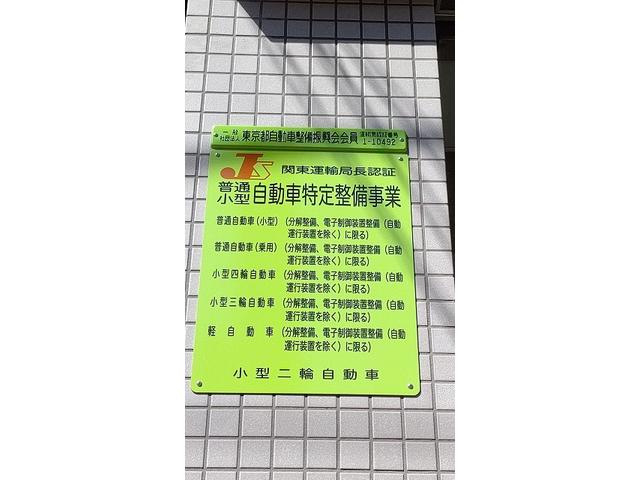 一般社団法人 東京都自動車整備振興会会員 運輸局認証番号 1-10492
JS 関東運輸局長認証
普通小型 自動車特定整備事業
普通自動車(小型) (分解整備、電子制御装置整備(自動
運行装置を除く)に限る)
普通自動車(乗用) (分解整備、電子制御装置整備(自動
運行装置を除く)に限る)
小型四輪自動車 (分解整備、電子制御装置整備(自動
運行装置を除く)に限る)
小型三輪自動車 (分解整備、電子制御装置整備(自動
運行装置を除く)に限る)
軽自動車 (分解整備、電子制御装置整備(自動
運行装置を除く)に限る)
小型二輪自動車